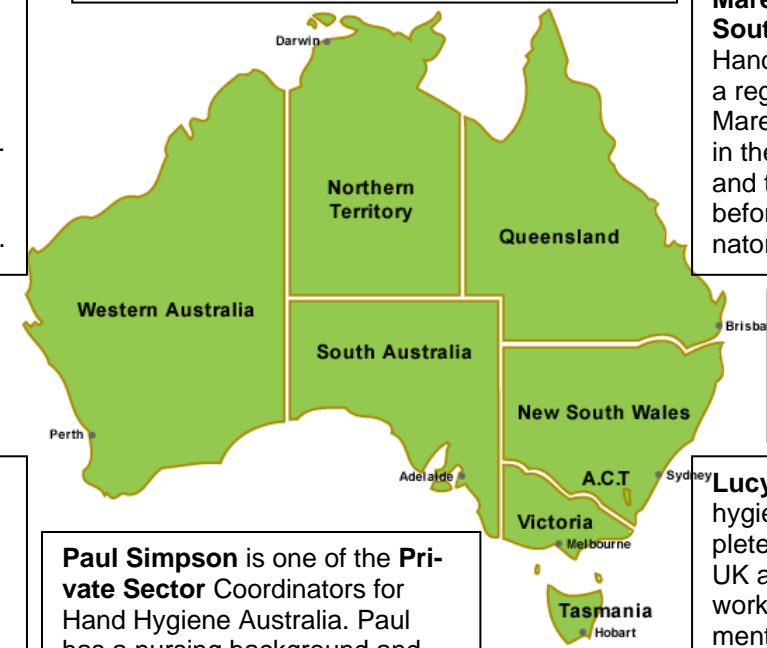 Darwin
Northern
Territory
Queensland
Western Australia
South Australia
Brisba
New South Wales
Perth
A.C.T
Adelaide
Sydney
Victoria
Melbourne
Tasmania
Hobart
Mare
Sout
Hand
a reg
Mare
in the
and t
befor
nator
Paul Simpson is one of the Pri-
vate Sector Coordinators for
Hand Hygiene Australia. Paul
has a nursing background and
Lucy
hygie
plete
UK a
work
ment